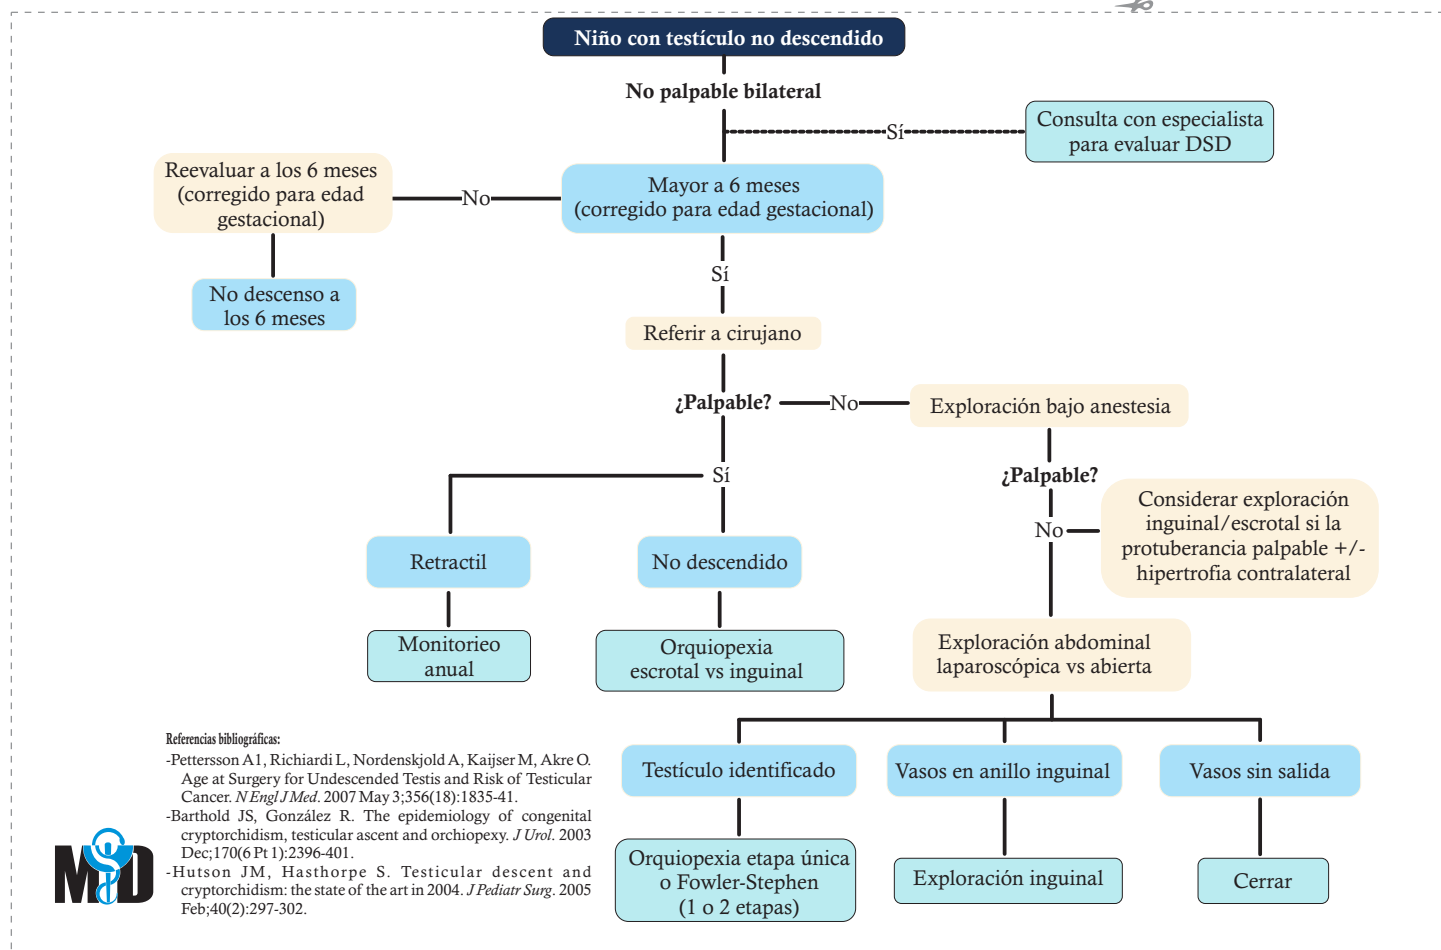 Niño con testículo no descendido
No palpable bilateral
Sí
Consulta con especialista
para evaluar DSD
Reevaluar a los 6 meses
(corregido para edad
gestacional)
No
Mayor a 6 meses
(corregido para edad gestacional)
No descenso a
los 6 meses
Sí
Referir a cirujano
¿Palpable?
No
Exploración bajo anestesia
Sí
¿Palpable?
No
Considerar exploración
inguinal/escrotal si la
protuberancia palpable +/-
hipertrofia contralateral
Retractil
No descendido
Monitorieo
anual
Orquiopexia
escrotal vs inguinal
Exploración abdominal
laparoscópica vs abierta
Testículo identificado
Vasos en anillo inguinal
Vasos sin salida
Orquiopexia etapa única
o Fowler-Stephen
(1 o 2 etapas)
Exploración inguinal
Cerrar
Referencias bibliográficas:
-Pettersson A1, Richiardi L, Nordenskjold A, Kaijser M, Akre O.
Age at Surgery for Undescended Testis and Risk of Testicular
Cancer. N Engl J Med. 2007 May 3;356(18):1835-41.
-Barthold JS, González R. The epidemiology of congenital
cryptorchidism, testicular ascent and orchiopexy. J Urol. 2003
Dec;170(6 Pt 1):2396-401.
-Hutson JM, Hasthorpe S. Testicular descent and
cryptorchidism: the state of the art in 2004. J Pediatr Surg. 2005
Feb;40(2):297-302.
MD